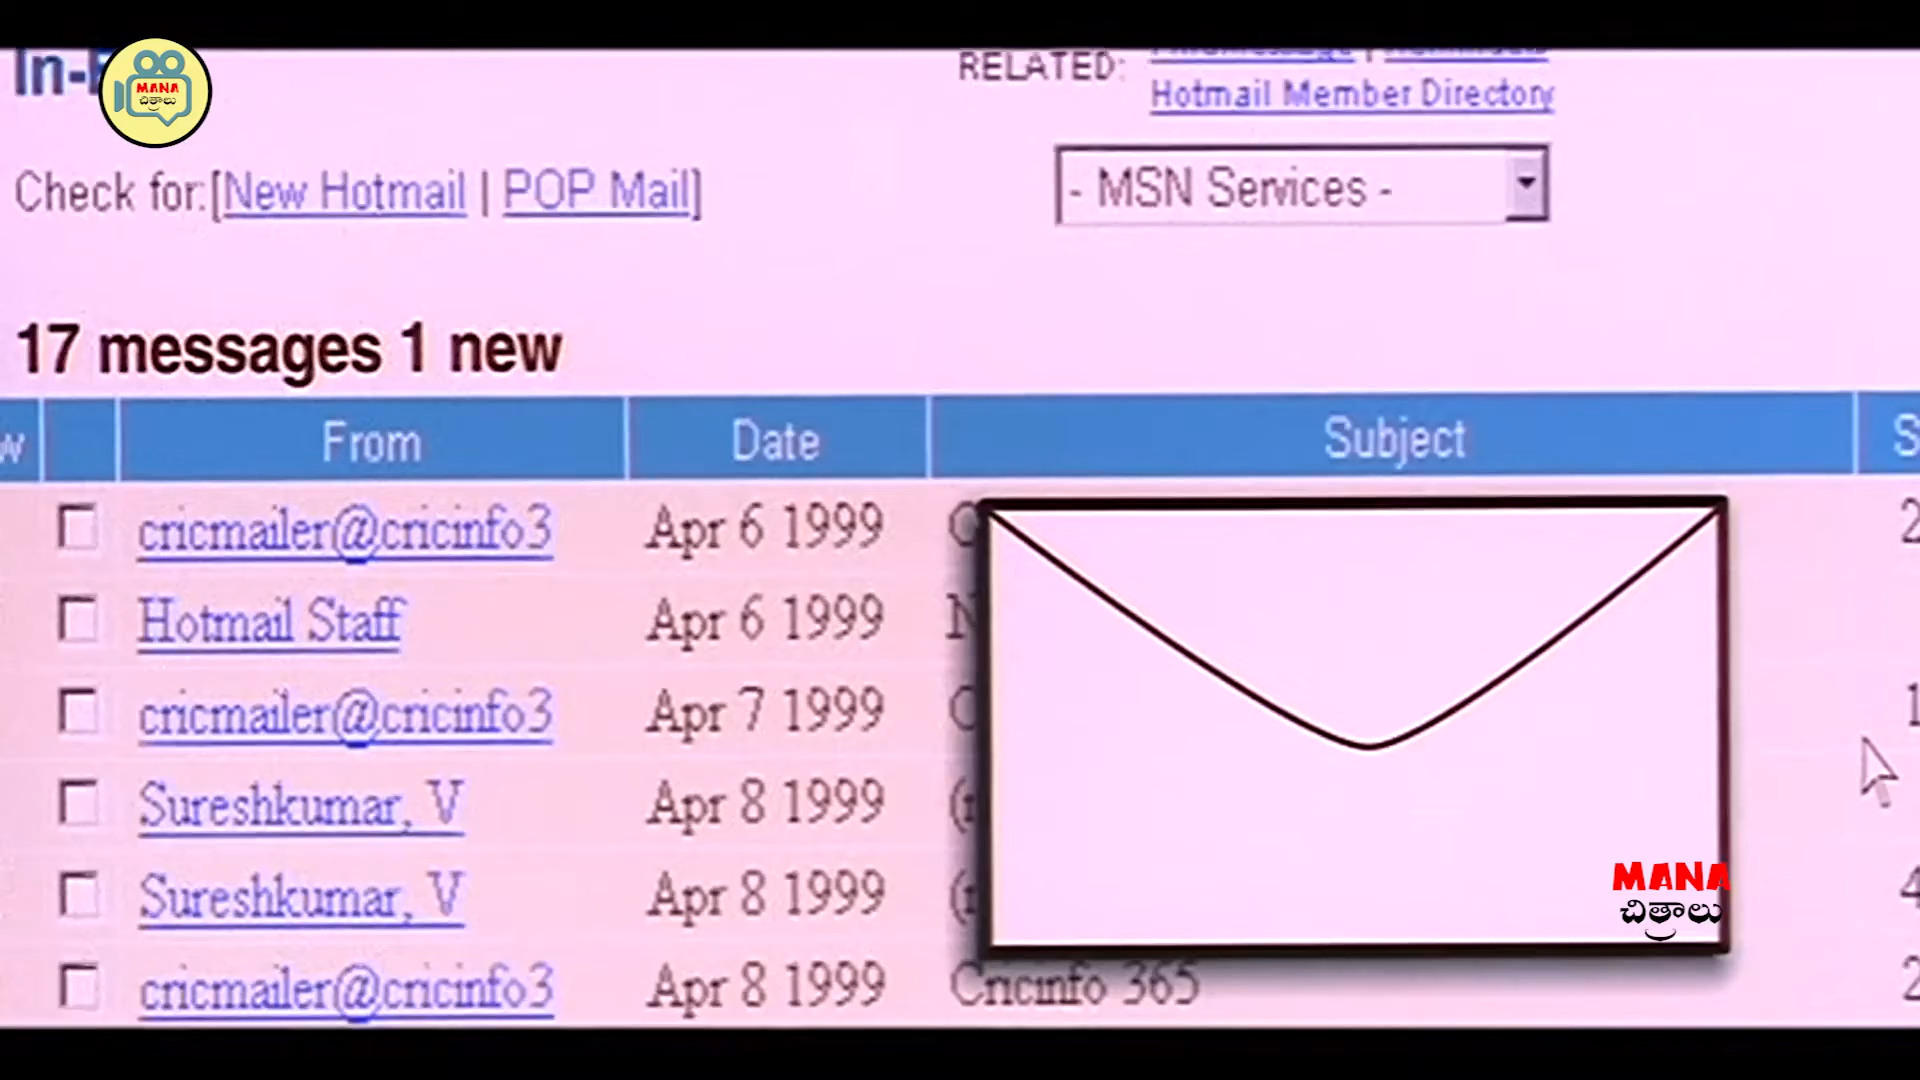 In-
MANA
చిత్రాలు
RELATED:
Hotmail Member Directory
Check for:[New Hotmail | POP Mail]
- MSN Services -
17 messages 1 new
From Date Subject
cricmailer@cricinfo3 Apr 6 1999
Hotmail Staff Apr 6 1999
cricmailer@cricinfo3 Apr 7 1999
Sureshkumar, V Apr 8 1999
Sureshkumar, V Apr 8 1999
cricmailer@cricinfo3 Apr 8 1999 Cricinfo 365
MANA
చిత్రాలు